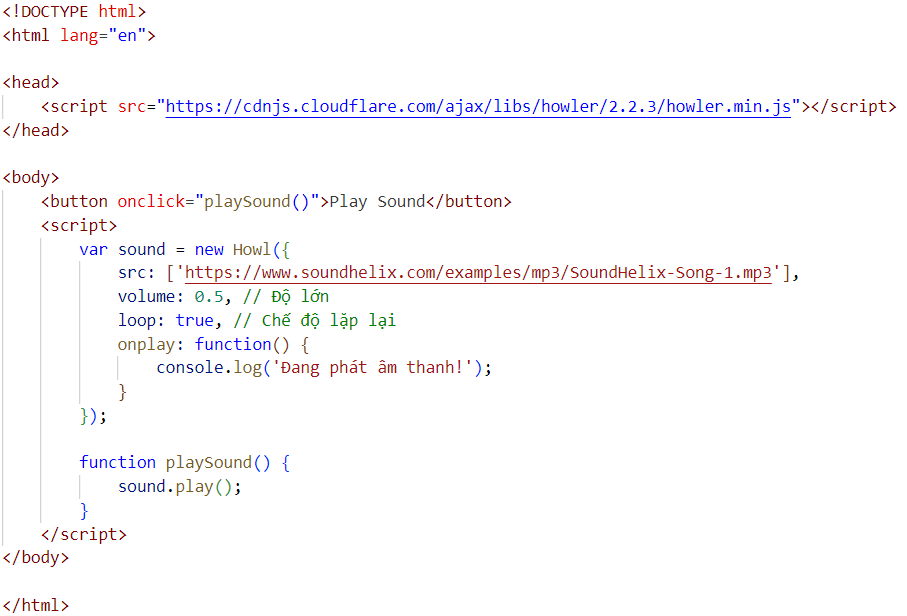 <!DOCTYPE html>
<html lang="en">
<head>
<script src="https://cdnjs.cloudflare.com/ajax/libs/howler/2.2.3/howler.min.js"></script>
</head>
<body>
<button onclick="playSound()">Play Sound</button>
<script>
var sound = new Howl({
src: ['https://www.soundhelix.com/examples/mp3/SoundHelix-Song-1.mp3'],
volume: 0.5, // Độ lớn
loop: true, // Chế độ lặp lại
onplay: function() {
console.log('Đang phát âm thanh!');
}
});
function playSound() {
sound.play();
}
</script>
</body>
</html>